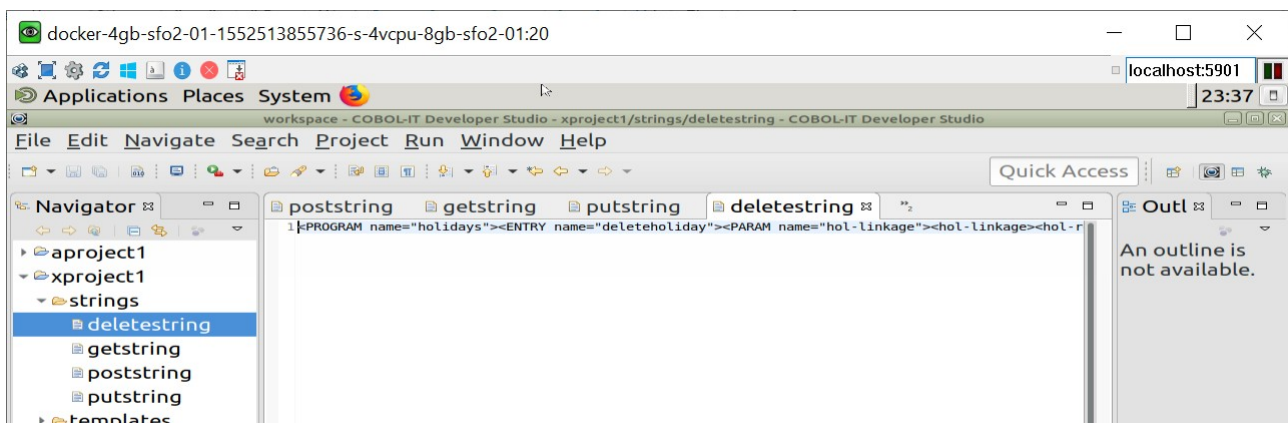 docker-4gb-sfo2-01-1552513855736-s-4vcpu-8gb-sfo2-01:20
localhost:5901
Applications Places System
23:37
workspace - COBOL-IT Developer Studio - xproject1/strings/deletestring - COBOL-IT Developer Studio
File Edit Navigate Search Project Run Window Help
Quick Access
Navigator
poststring getstring putstring deletestring »2
Outl
1 <PROGRAM name="holidays"><ENTRY name="deleteholiday"><PARAM name="hol-linkage"><hol-linkage><hol-r
An outline is
not available.
aproject1
xproject1
strings
deletestring
getstring
poststring
putstring
templates